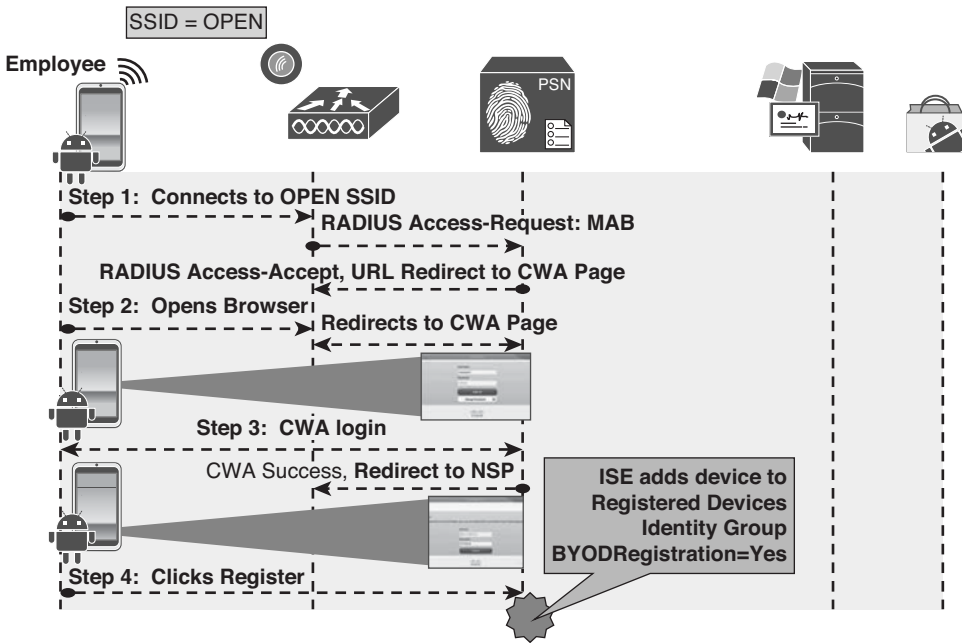 SSID = OPEN
Employee
PSN
Step 1: Connects to OPEN SSID
RADIUS Access-Request: MAB
RADIUS Access-Accept, URL Redirect to CWA Page
Step 2: Opens Browser
Redirects to CWA Page
Step 3: CWA login
CWA Success, Redirect to NSP
ISE adds device to
Registered Devices
Identity Group
BYODRegistration=Yes
Step 4: Clicks Register